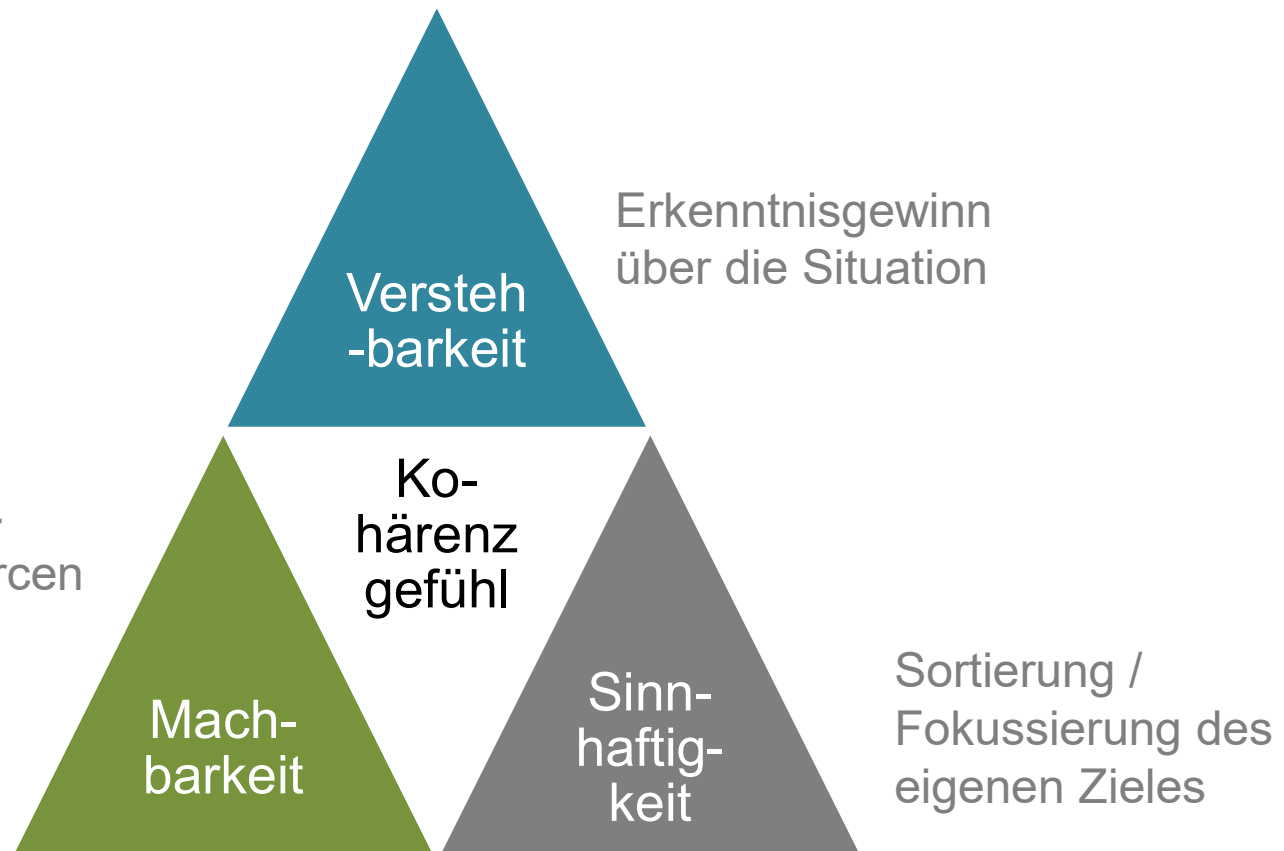 Erkenntnisgewinn
über die Situation
Versteh
-barkeit
Ko-
härenz
gefühl
rcen
Mach-
barkeit
Sinn-
haftig-
keit
Sortierung /
Fokussierung des
eigenen Zieles